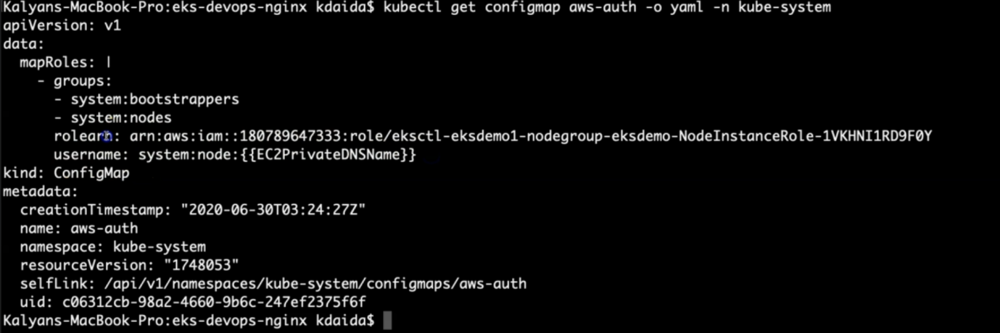 Kalyans-MacBook-Pro:eks-devops-nginx kdaida$ kubectl get configmap aws-auth -o yaml -n kube-system
apiVersion: v1
data:
  mapRoles: |
    - groups:
      - system:bootstrappers
      - system:nodes
      rolearn: arn:aws:iam::180789647333:role/eksctl-eksdemo1-nodegroup-eksdemo-NodeInstanceRole-1VKHNI1RD9F0Y
      username: system:node:{{EC2PrivateDNSName}}
kind: ConfigMap
metadata:
  creationTimestamp: "2020-06-30T03:24:27Z"
  name: aws-auth
  namespace: kube-system
  resourceVersion: "1748053"
  selfLink: /api/v1/namespaces/kube-system/configmaps/aws-auth
  uid: c06312cb-98a2-4660-9b6c-247ef2375f6f
Kalyans-MacBook-Pro:eks-devops-nginx kdaida$